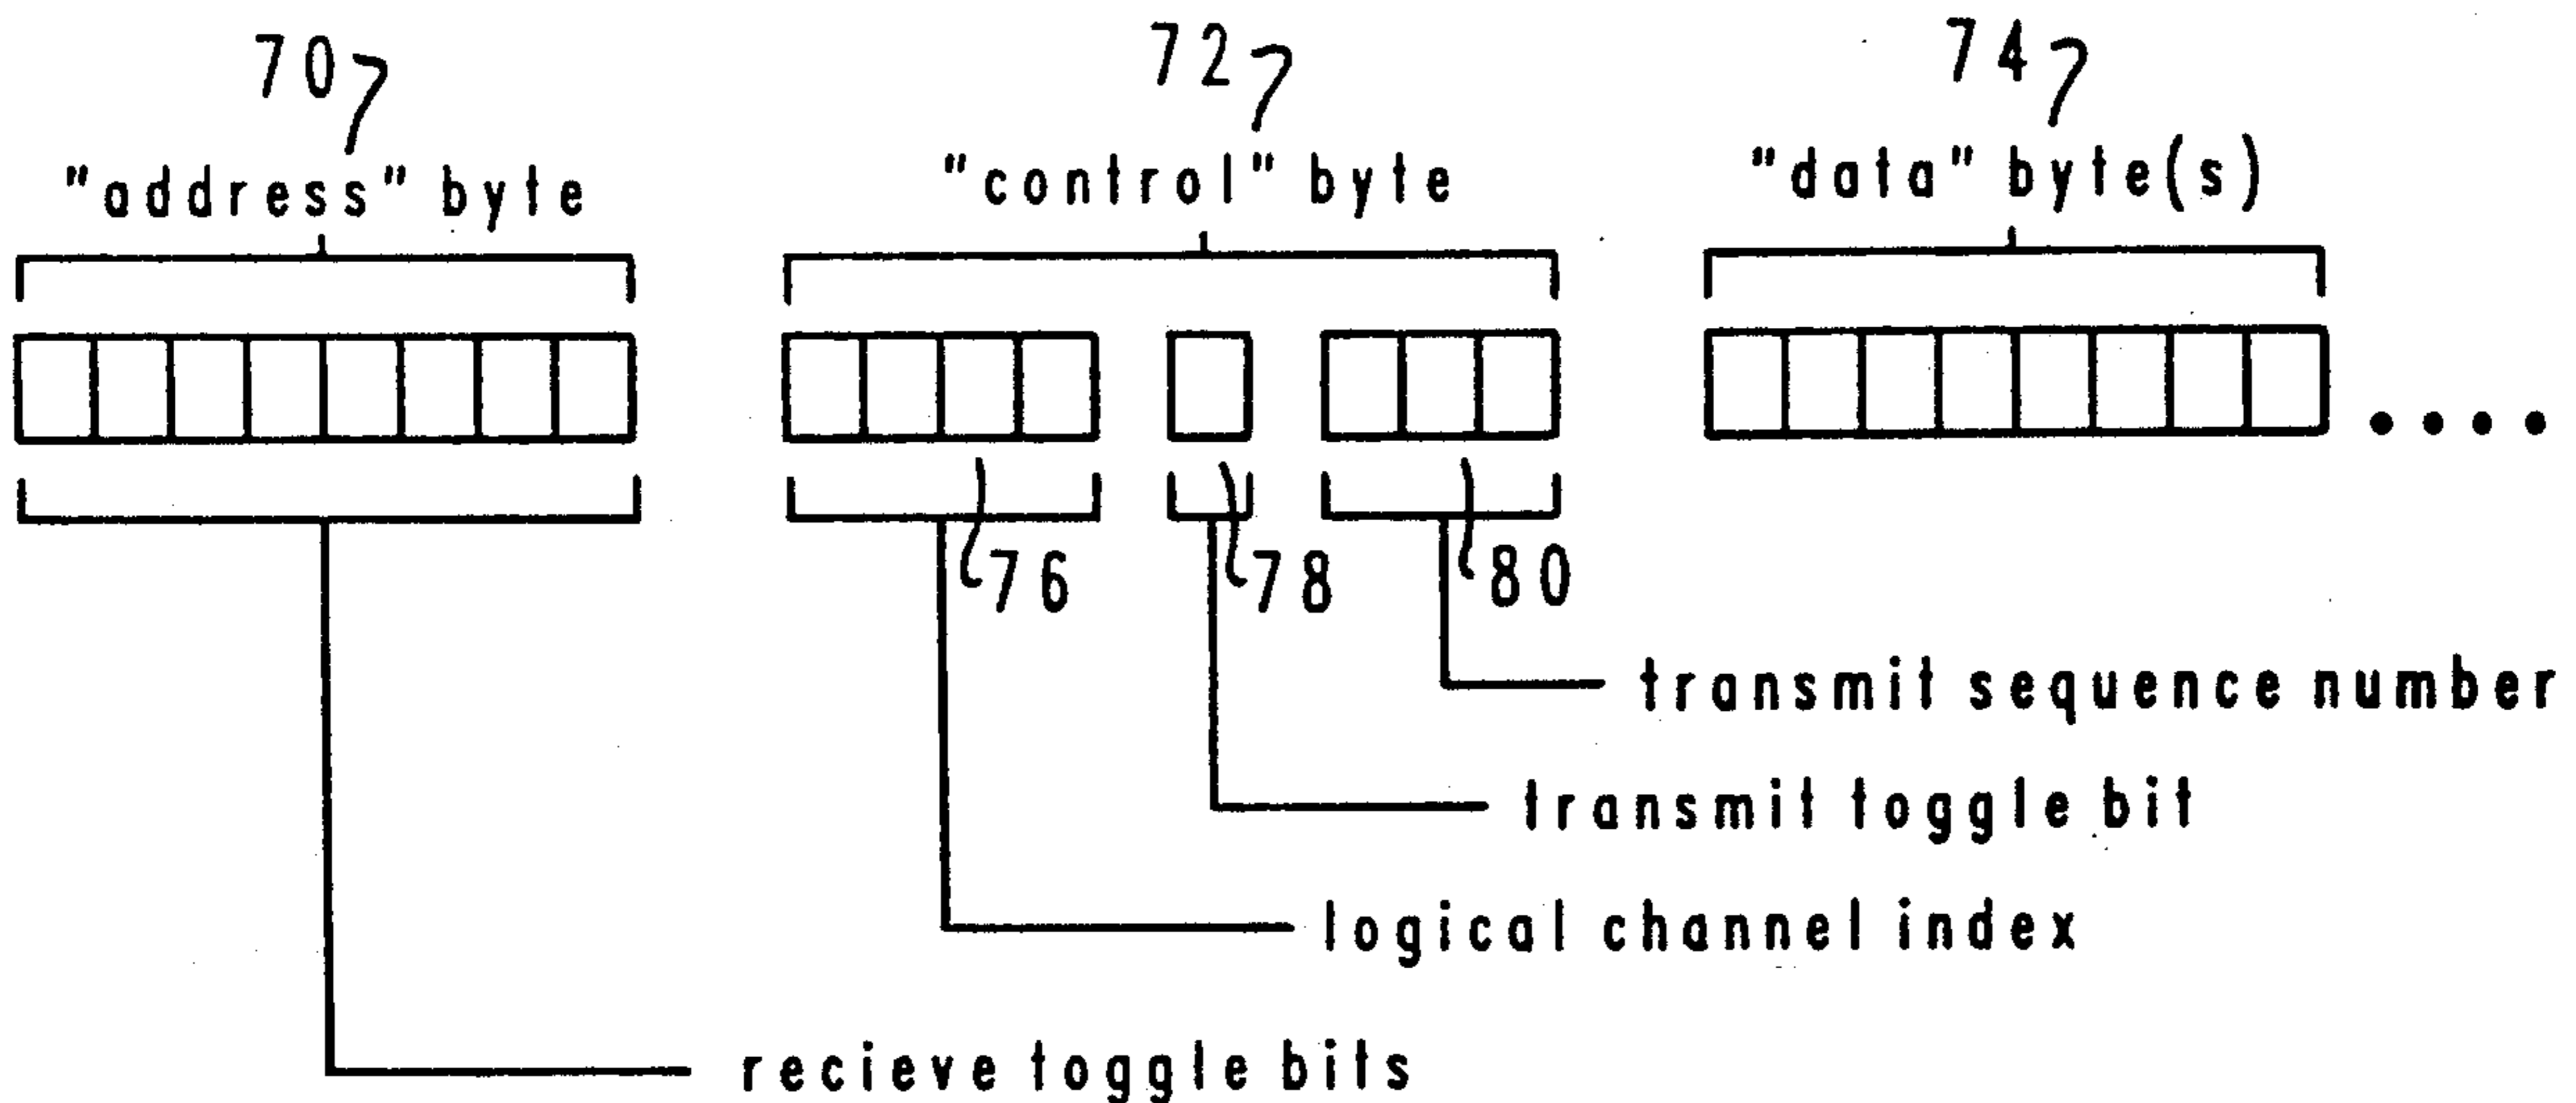 70
72
74
"address" byte
"control" byte
"data" byte(s)
76
78
80
transmit sequence number
transmit toggle bit
logical channel index
recieve toggle bits